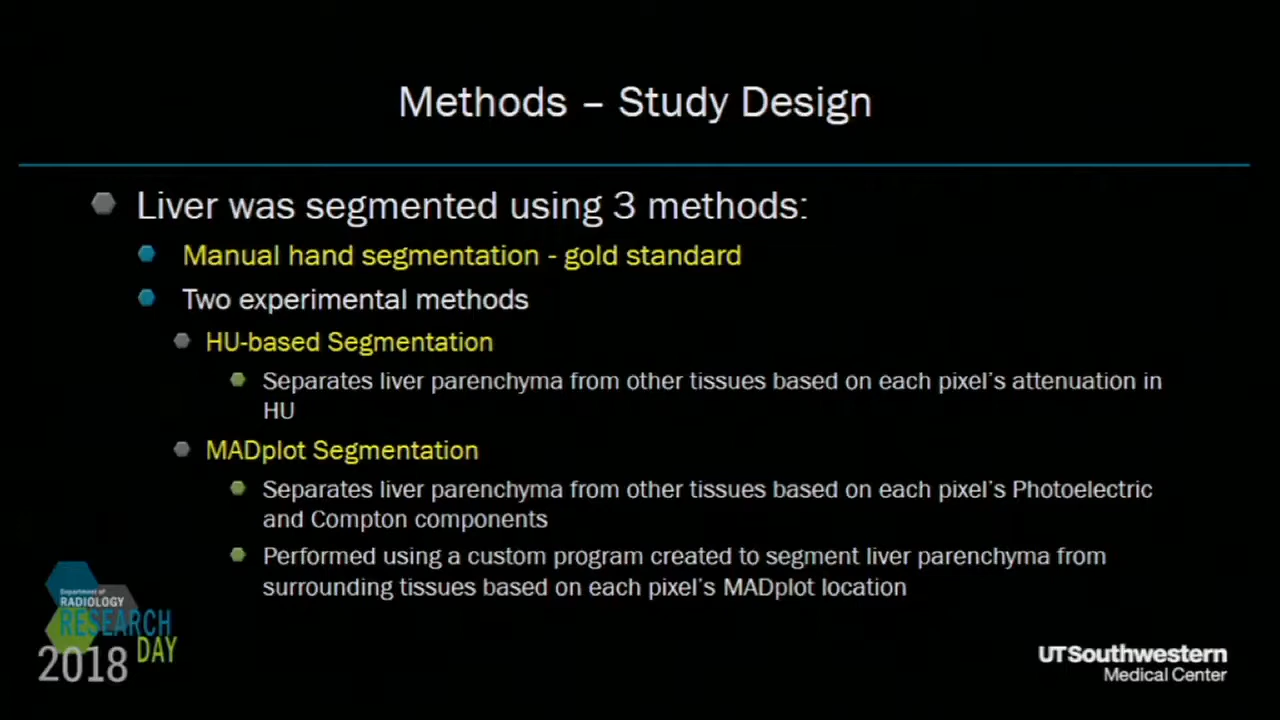 Methods – Study Design
Liver was segmented using 3 methods:
Manual hand segmentation - gold standard
Two experimental methods
HU-based Segmentation
Separates liver parenchyma from other tissues based on each pixel's attenuation in
HU
MADplot Segmentation
Separates liver parenchyma from other tissues based on each pixel's Photoelectric
and Compton components
Performed using a custom program created to segment liver parenchyma from
surrounding tissues based on each pixel's MADplot location
Department of
RADIOLOGY
RESEARCH
DAY
2018
UTSouthwestern
Medical Center